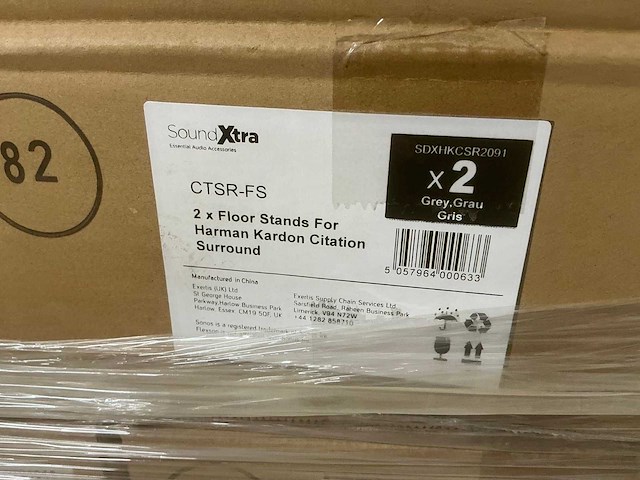 82
SoundXtra
Essential Audio Accessories
SDXHKCSR2091
x 2
Grey,Grau
Gris
CTSR-FS
2 x Floor Stands For
Harman Kardon Citation
Surround
5 057964 000633
Manufactured in China
Exertis (UK) Ltd
St George House
Parkway, Harlow Business Park
Harlow, Essex, CM19 5QF, UK
Exertis Supply Chain Services Ltd
Sarsfield Road, Raheen Business Park
Limerick, V94 N72W
+44 1282 858710
Sonos is a registered